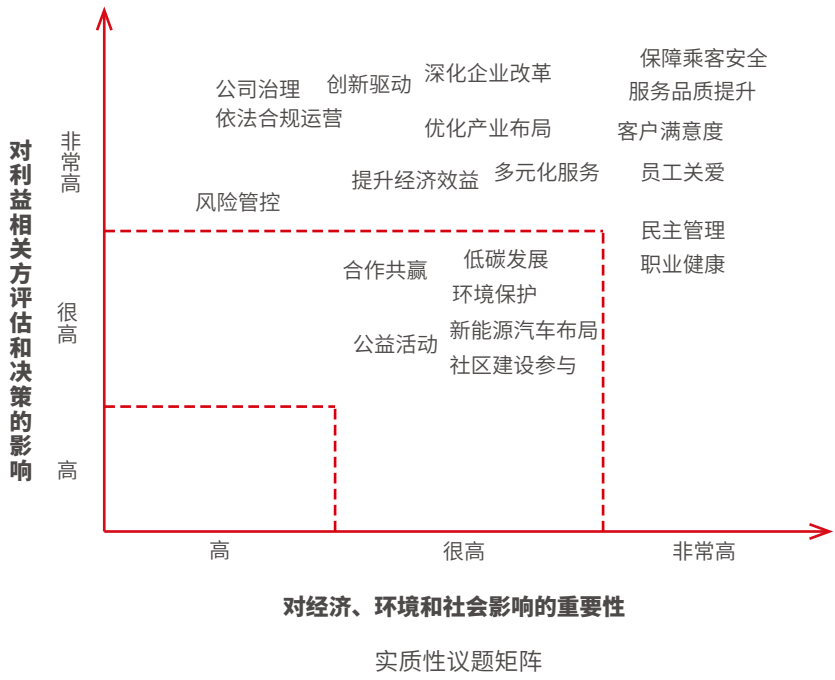 对利益相关方评估和决策的影响
非常高
很高
高
公司治理
依法合规运营
创新驱动
深化企业改革
优化产业布局
提升经济效益
多元化服务
风险管控
保障乘客安全
服务品质提升
客户满意度
员工关爱
民主管理
职业健康
合作共赢
低碳发展
环境保护
公益活动
新能源汽车布局
社区建设参与
高
很高
非常高
对经济、环境和社会影响的重要性
实质性议题矩阵